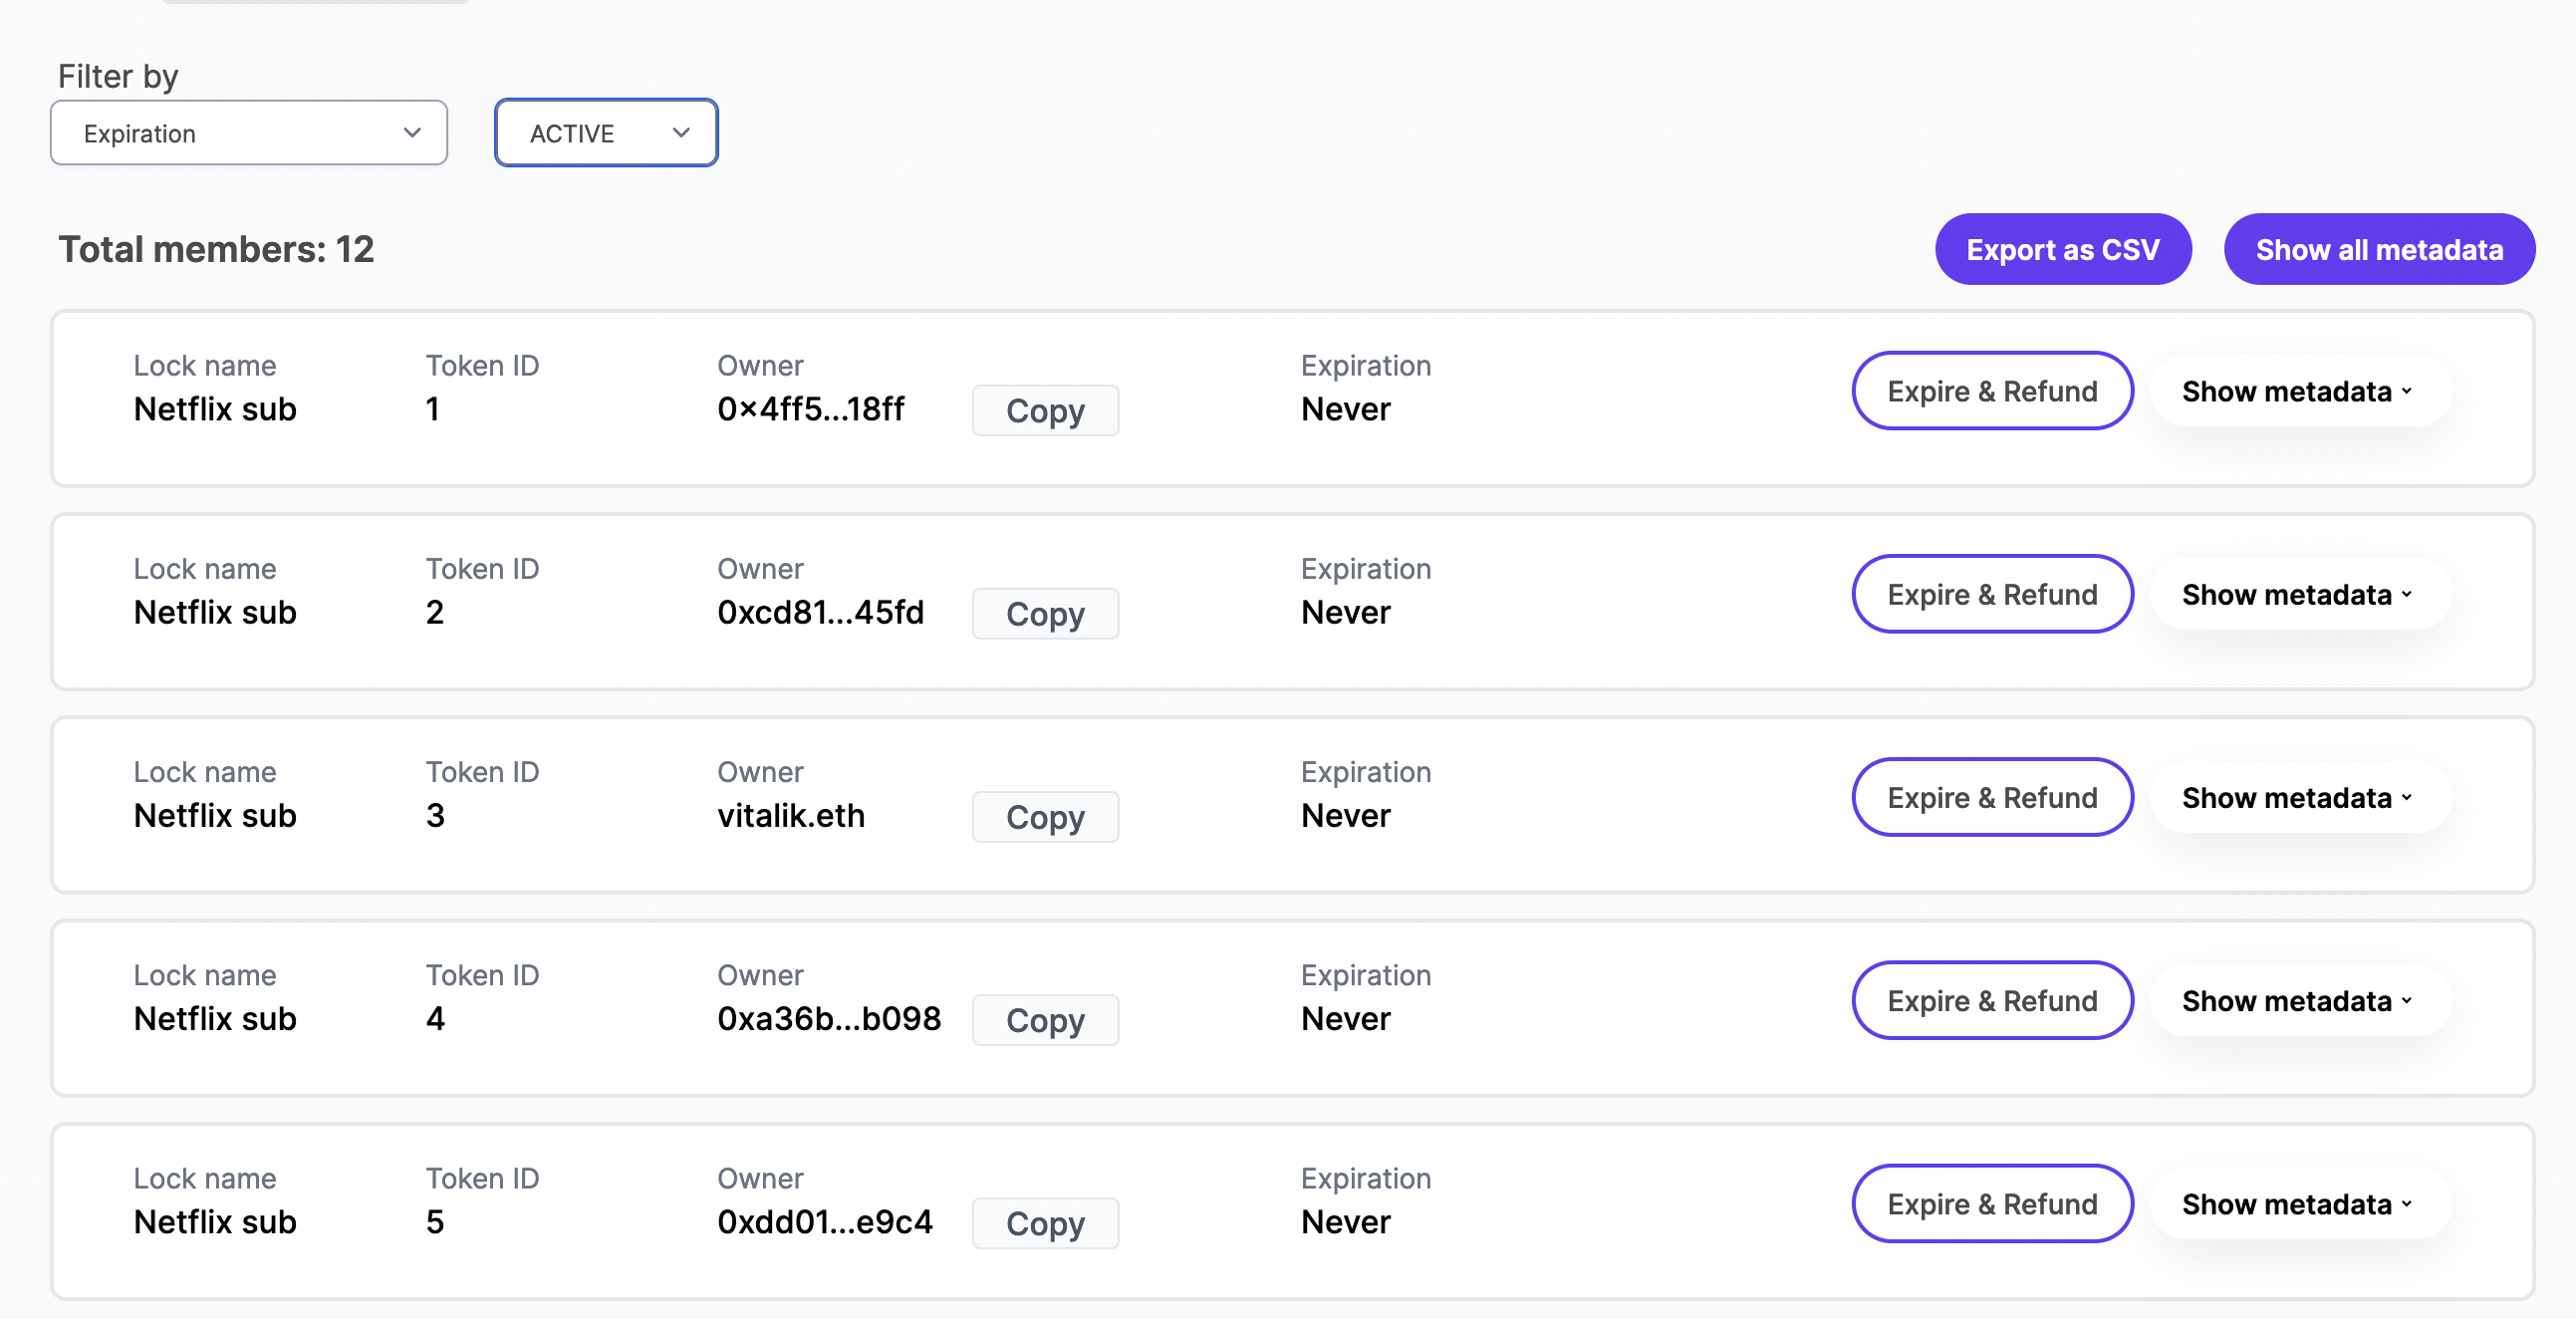 Filter by
Expiration ACTIVE
Total members: 12 Export as CSV Show all metadata
Lock name Token ID Owner Expiration
Netflix sub 1 0x4ff5...18ff Copy Never Expire & Refund Show metadata
Lock name Token ID Owner Expiration
Netflix sub 2 0xcd81...45fd Copy Never Expire & Refund Show metadata
Lock name Token ID Owner Expiration
Netflix sub 3 vitalik.eth Copy Never Expire & Refund Show metadata
Lock name Token ID Owner Expiration
Netflix sub 4 0xa36b...b098 Copy Never Expire & Refund Show metadata
Lock name Token ID Owner Expiration
Netflix sub 5 0xdd01...e9c4 Copy Never Expire & Refund Show metadata